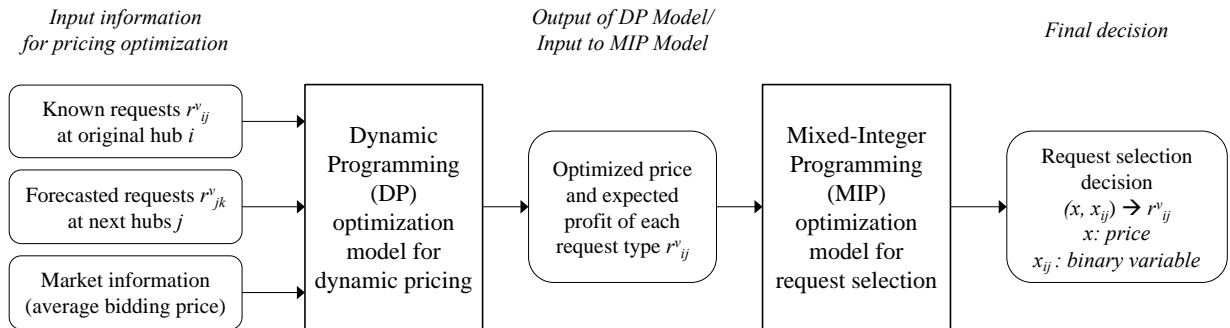 Input information
for pricing optimization
Output of DP Model/
Input to MIP Model
Final decision
Known requests r^v_ij
at original hub i
Forecasted requests r^v_jk
at next hubs j
Market information
(average bidding price)
Dynamic
Programming
(DP)
optimization
model for
dynamic pricing
Optimized price
and expected
profit of each
request type r^v_ij
Mixed-Integer
Programming
(MIP)
optimization
model for
request selection
Request selection
decision
(x, x_ij) → r^v_ij
x: price
x_ij : binary variable